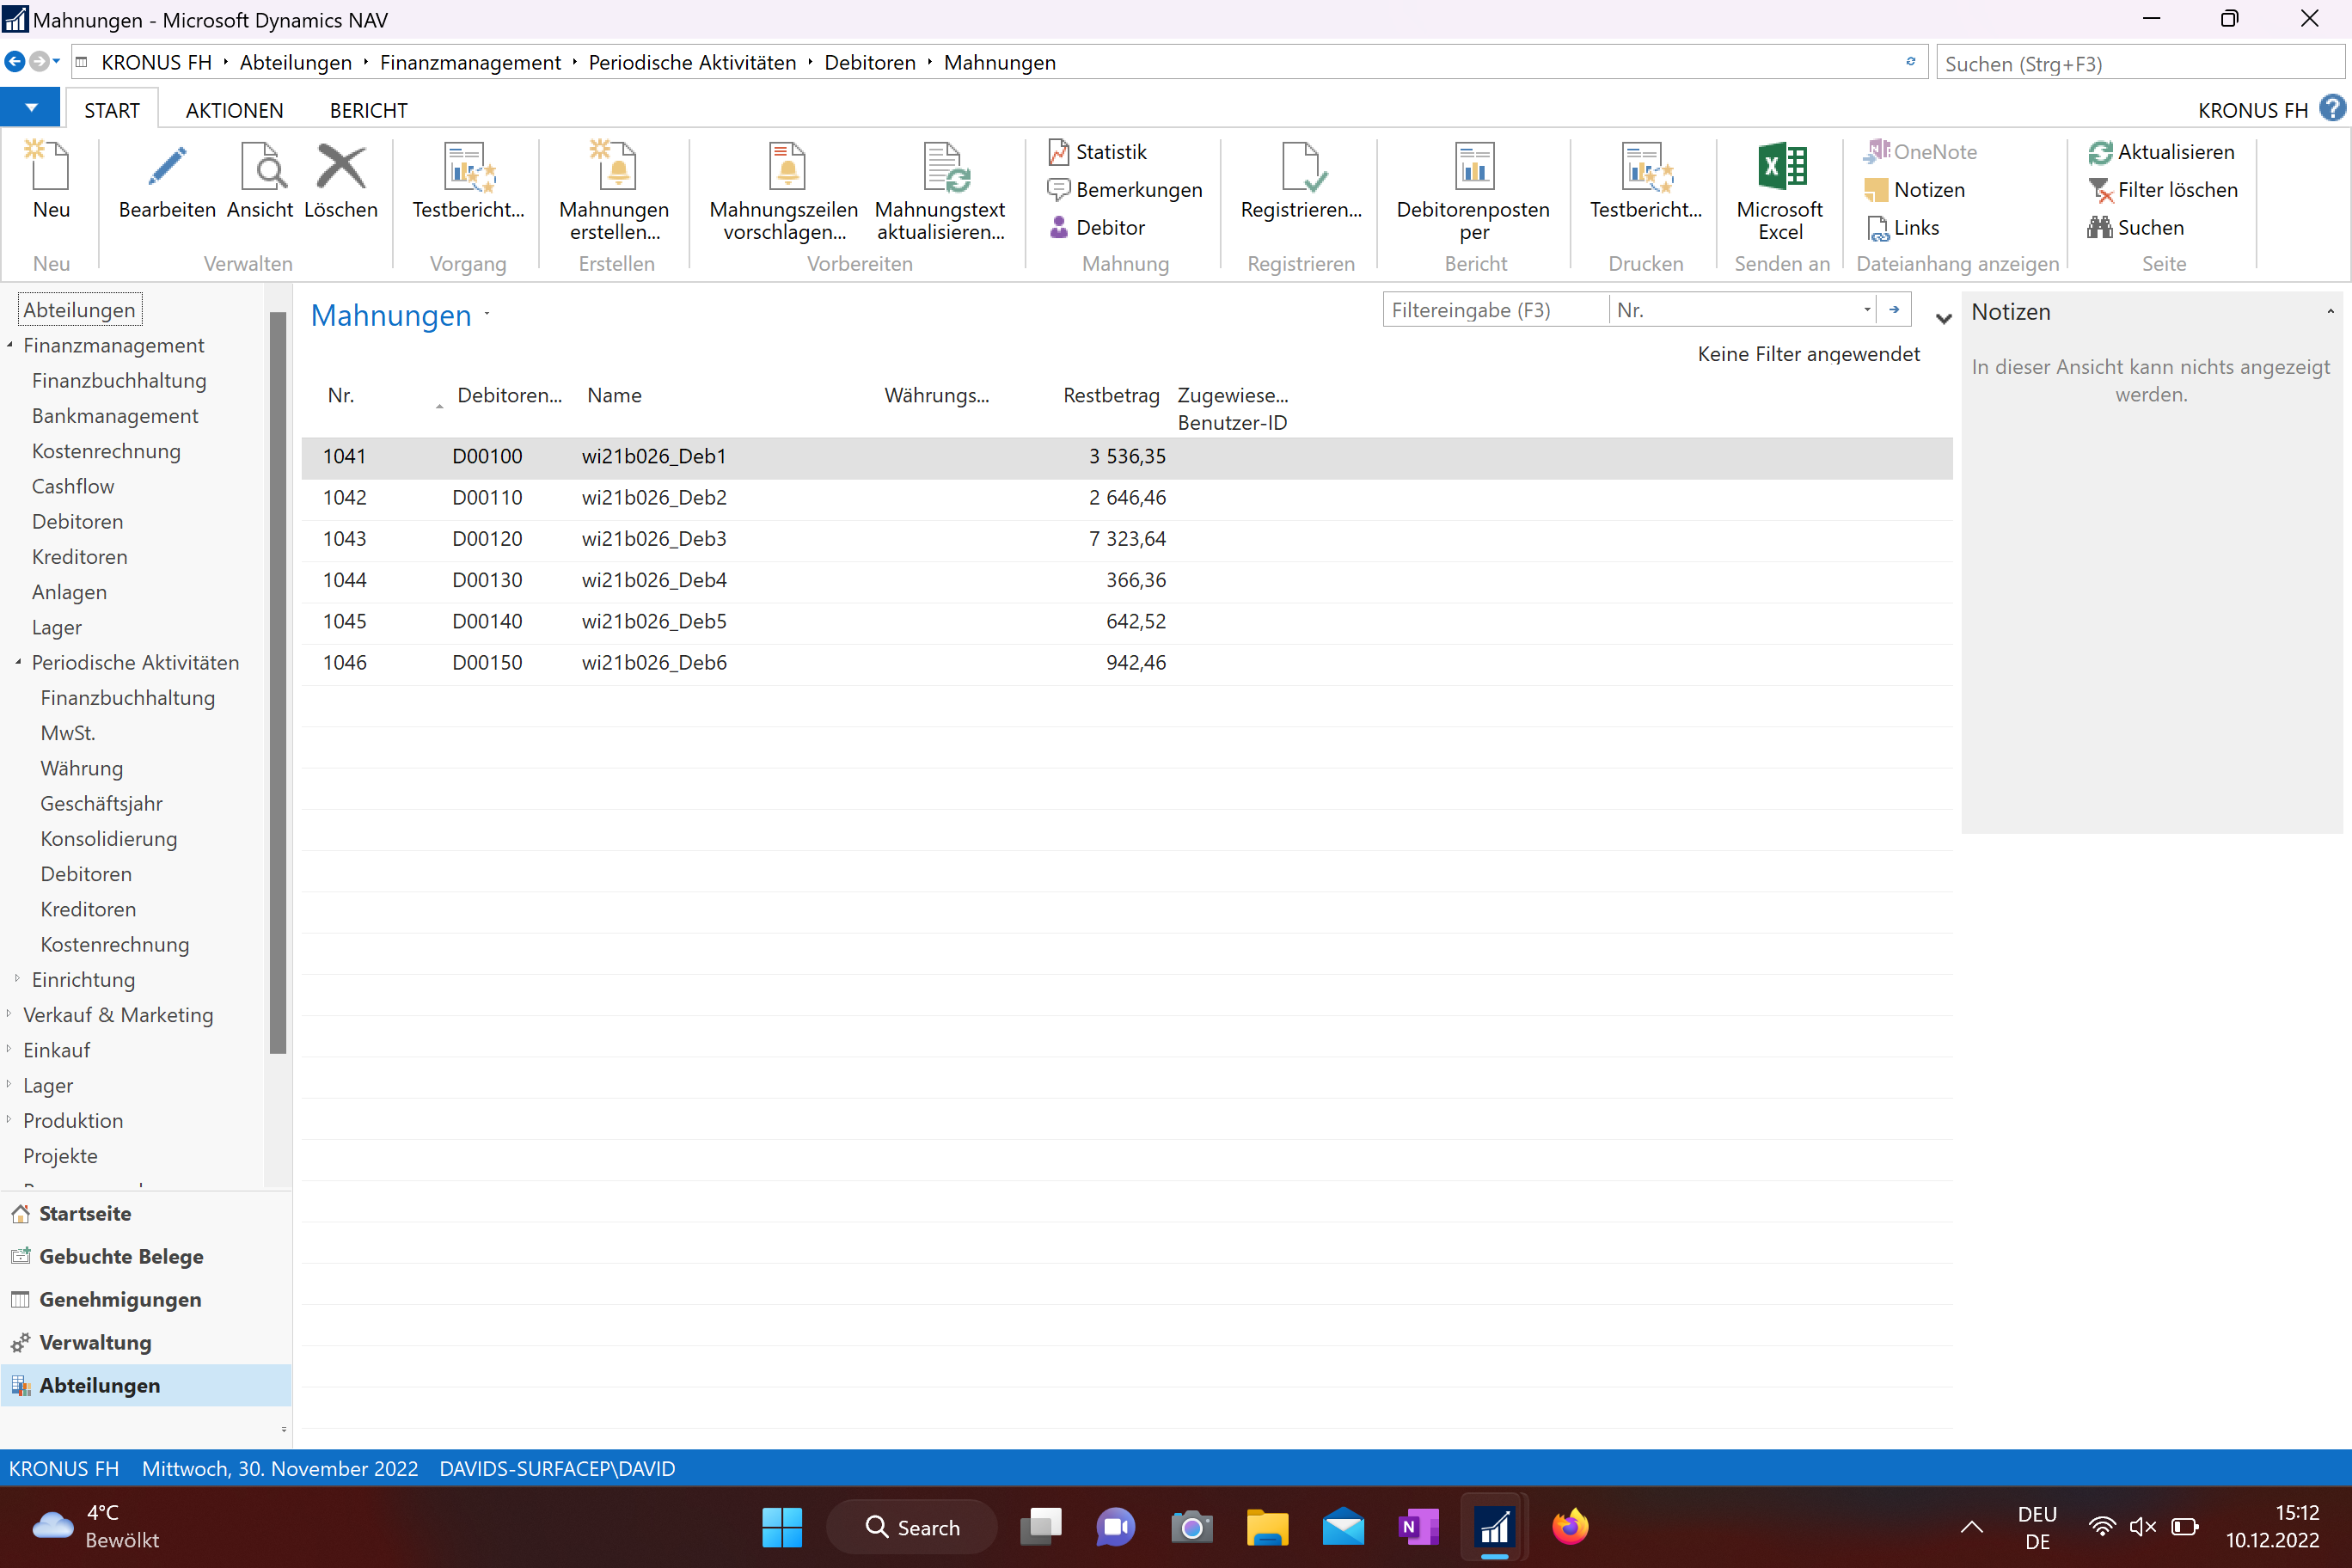 Mahnungen - Microsoft Dynamics NAV
KRONUS FH Abteilungen Finanzmanagement Periodische Aktivitäten Debitoren Mahnungen
Suchen (Strg+F3)
START AKTIONEN BERICHT
KRONUS FH
Neu
Neu
Bearbeiten
Ansicht
Löschen
Verwalten
Testbericht...
Vorgang
Mahnungen
erstellen...
Erstellen
Mahnungszeilen
vorschlagen...
Mahnungstext
aktualisieren...
Vorbereiten
Statistik
Bemerkungen
Debitor
Mahnung
Registrieren...
Registrieren
Debitorenposten
per
Bericht
Testbericht...
Drucken
Microsoft
Excel
Senden an
OneNote
Notizen
Links
Dateianhang anzeigen
Aktualisieren
Filter löschen
Suchen
Seite
Abteilungen
Finanzmanagement
Finanzbuchhaltung
Bankmanagement
Kostenrechnung
Cashflow
Debitoren
Kreditoren
Anlagen
Lager
Periodische Aktivitäten
Finanzbuchhaltung
MwSt.
Währung
Geschäftsjahr
Konsolidierung
Debitoren
Kreditoren
Kostenrechnung
Einrichtung
Verkauf & Marketing
Einkauf
Lager
Produktion
Projekte
Startseite
Gebuchte Belege
Genehmigungen
Verwaltung
Abteilungen
Mahnungen
Filtereingabe (F3)
Nr.
Keine Filter angewendet
Nr. Debitoren... Name Währungs... Restbetrag Zugewiese...
Benutzer-ID
1041 D00100 wi21b026_Deb1 3 536,35
1042 D00110 wi21b026_Deb2 2 646,46
1043 D00120 wi21b026_Deb3 7 323,64
1044 D00130 wi21b026_Deb4 366,36
1045 D00140 wi21b026_Deb5 642,52
1046 D00150 wi21b026_Deb6 942,46
Notizen
In dieser Ansicht kann nichts angezeigt
werden.
KRONUS FH Mittwoch, 30. November 2022 DAVIDS-SURFACEP\DAVID
4°C
Bewölkt
Search
DEU
DE
15:12
10.12.2022